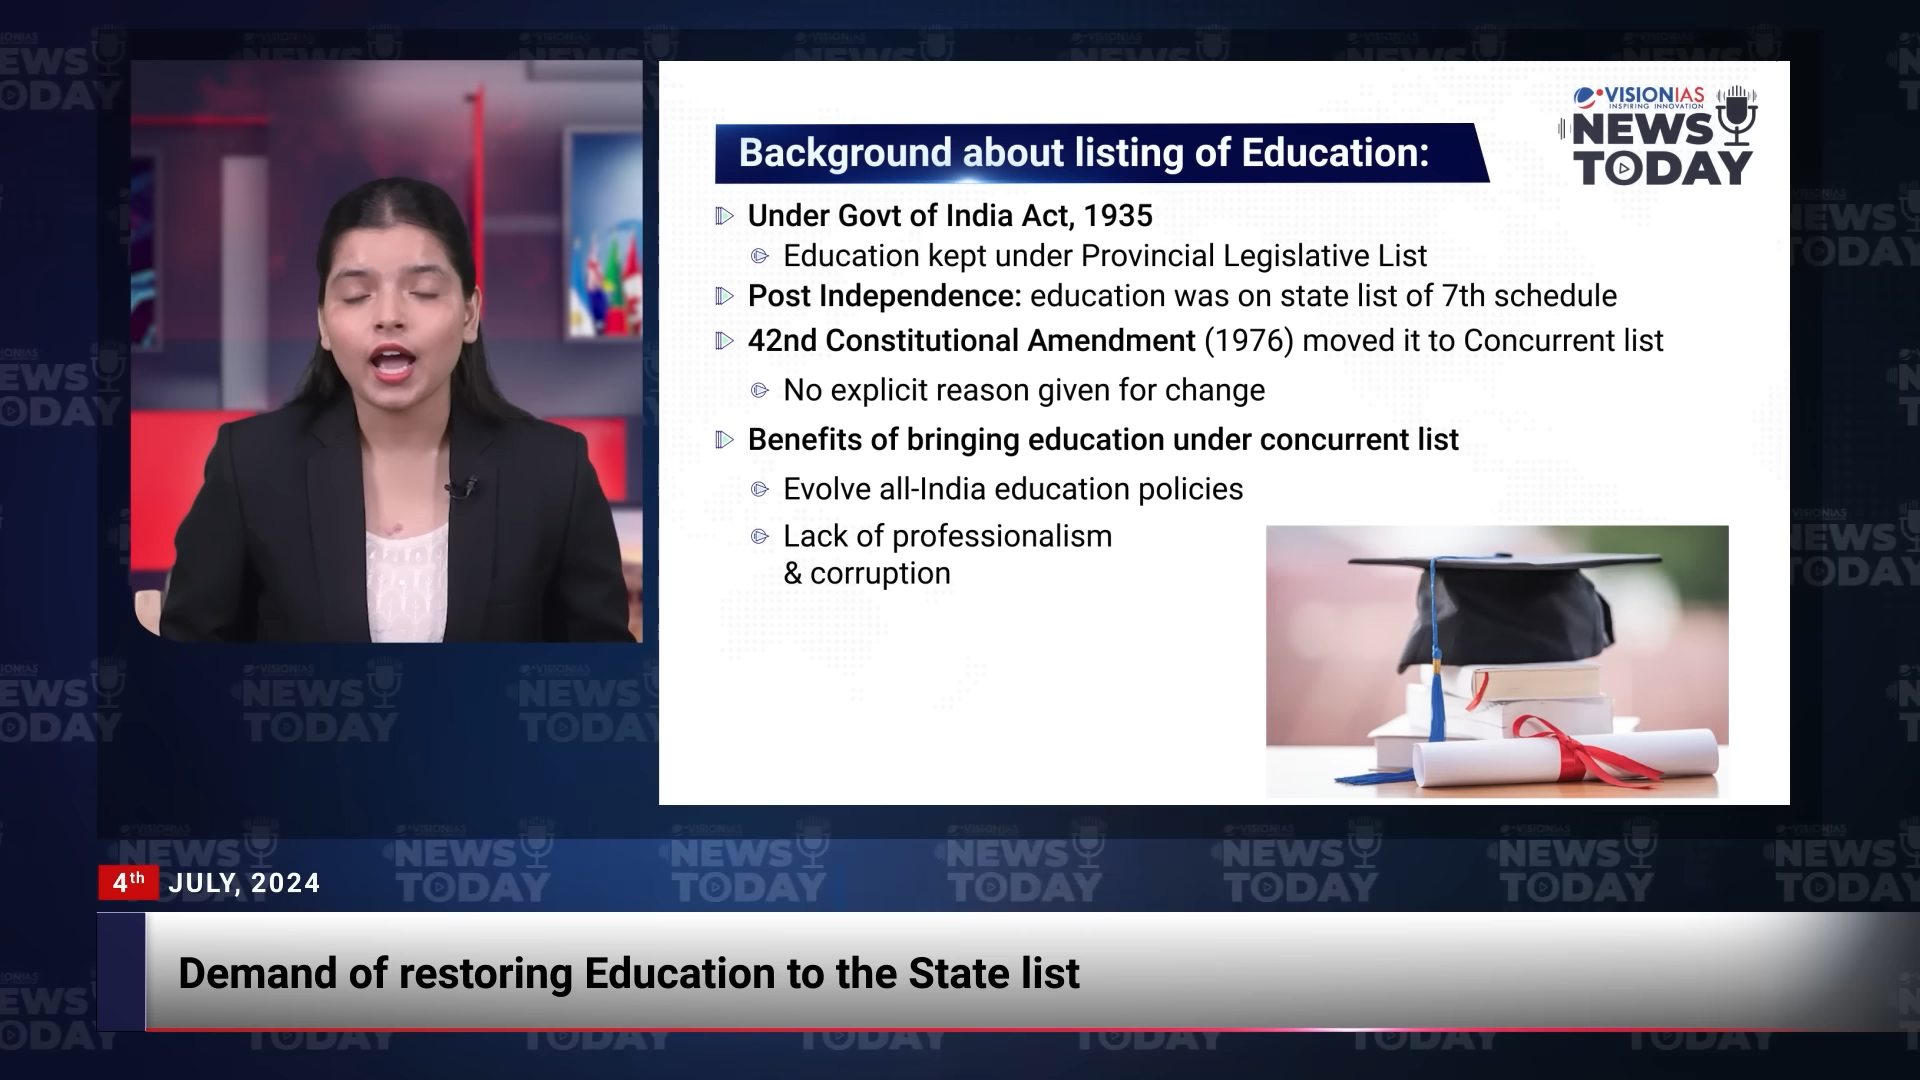 VISIONIAS
INSPIRING INNOVATION
NEWS
TODAY
Background about listing of Education:
Under Govt of India Act, 1935
Education kept under Provincial Legislative List
Post Independence: education was on state list of 7th schedule
42nd Constitutional Amendment (1976) moved it to Concurrent list
No explicit reason given for change
Benefits of bringing education under concurrent list
Evolve all-India education policies
Lack of professionalism
& corruption
4th JULY, 2024
Demand of restoring Education to the State list